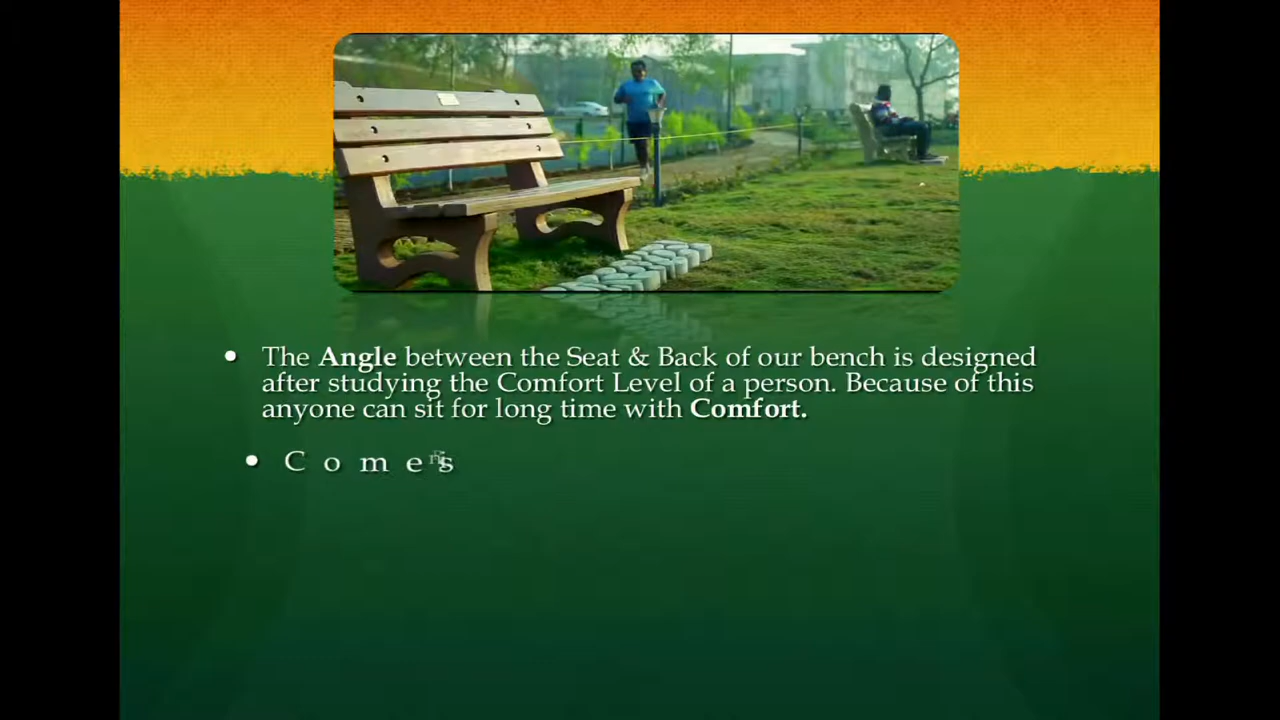 • The Angle between the Seat & Back of our bench is designed
after studying the Comfort Level of a person. Because of this
anyone can sit for long time with Comfort.
• Comes